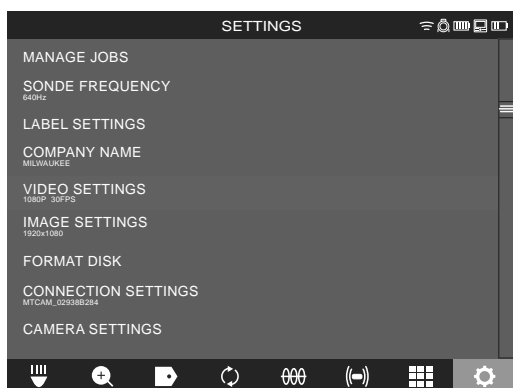 SETTINGS
MANAGE JOBS
SONDE FREQUENCY
640Hz
LABEL SETTINGS
COMPANY NAME
MILWAUKEE
VIDEO SETTINGS
1080P 30FPS
IMAGE SETTINGS
1920x1080
FORMAT DISK
CONNECTION SETTINGS
MTCAM_02938B284
CAMERA SETTINGS